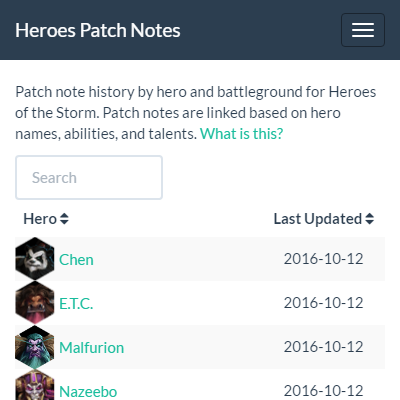 Heroes Patch Notes
Patch note history by hero and battleground for Heroes
of the Storm. Patch notes are linked based on hero
names, abilities, and talents. What is this?
Search
Hero Last Updated
Chen 2016-10-12
E.T.C. 2016-10-12
Malfurion 2016-10-12
Nazeebo 2016-10-12